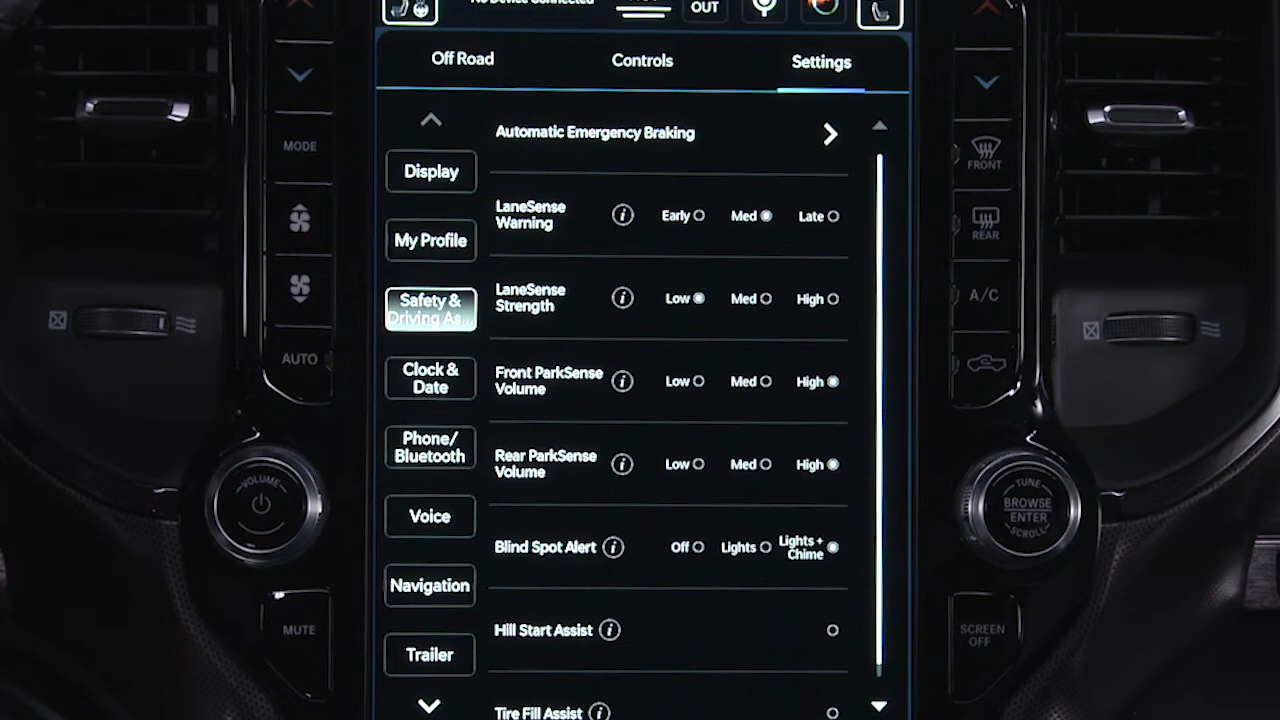 No Device Connected
OUT
Off Road
Controls
Settings
Automatic Emergency Braking
MODE
FRONT
Display
LaneSense
Warning
Early
Med
Late
My Profile
REAR
LaneSense
Strength
Low
Med
High
Safety &
Driving As...
A/C
AUTO
Clock &
Date
Front ParkSense
Volume
Low
Med
High
Phone/
Bluetooth
Rear ParkSense
Volume
Low
Med
High
VOLUME
TUNE
BROWSE
ENTER
SCROLL
Voice
Blind Spot Alert
Off
Lights
Lights +
Chime
Navigation
MUTE
Hill Start Assist
SCREEN
OFF
Trailer
Tire Fill Assist